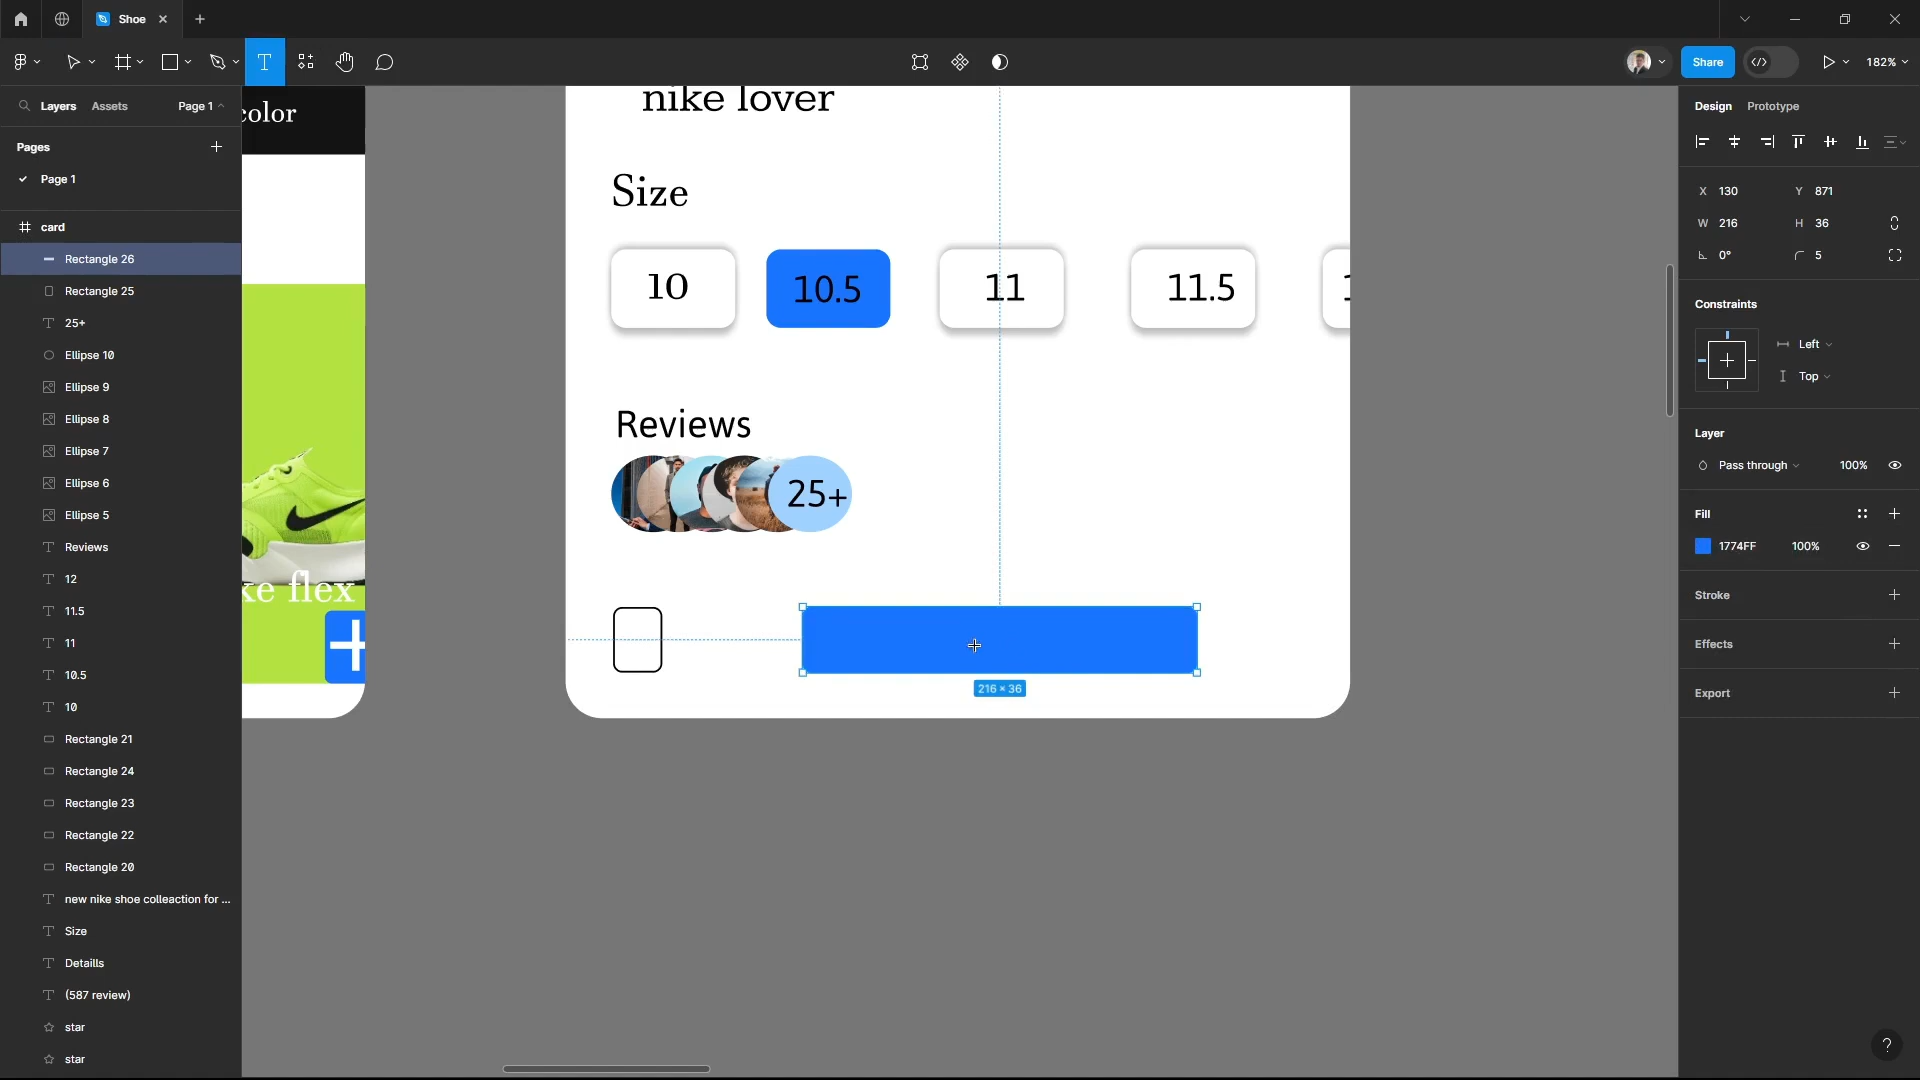 Shoe
Share
182%
Layers
Assets
Page 1
Pages
Page 1
card
Rectangle 26
Rectangle 25
25+
Ellipse 10
Ellipse 9
Ellipse 8
Ellipse 7
Ellipse 6
Ellipse 5
Reviews
12
11.5
11
10.5
10
Rectangle 21
Rectangle 24
Rectangle 23
Rectangle 22
Rectangle 20
new nike shoe colleaction for ...
Size
Detaills
(587 review)
star
star
color
ke flex
+
nike lover
Size
10
10.5
11
11.5
Reviews
25+
216 × 36
Design
Prototype
X 130
Y 871
W 216
H 36
0°
5
Constraints
Left
Top
Layer
Pass through
100%
Fill
1774FF
100%
Stroke
Effects
Export
?